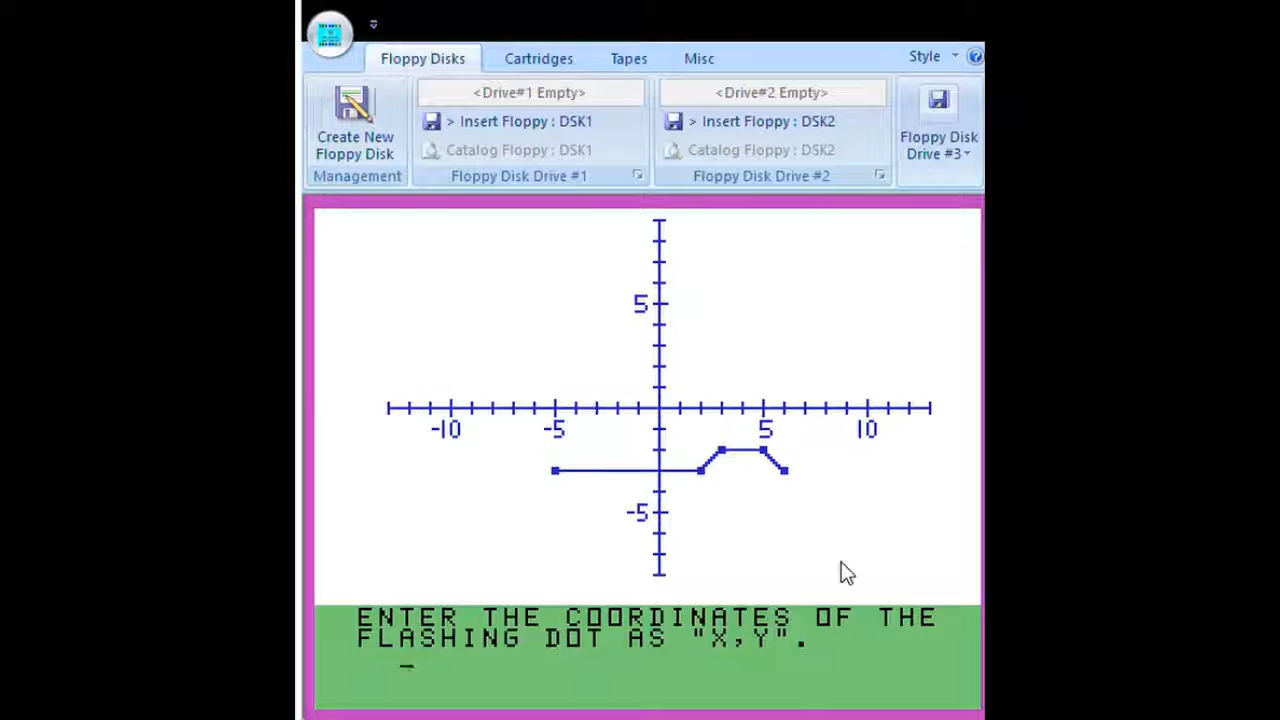 Floppy Disks Cartridges Tapes Misc Style
<Drive#1 Empty> <Drive#2 Empty>
> Insert Floppy : DSK1 > Insert Floppy : DSK2
Create New Floppy Disk
Catalog Floppy : DSK1 Catalog Floppy : DSK2
Floppy Disk Drive #3
Management Floppy Disk Drive #1 Floppy Disk Drive #2
5
-10 -5 5 10
-5
ENTER THE COORDINATES OF THE
FLASHING DOT AS "X,Y".